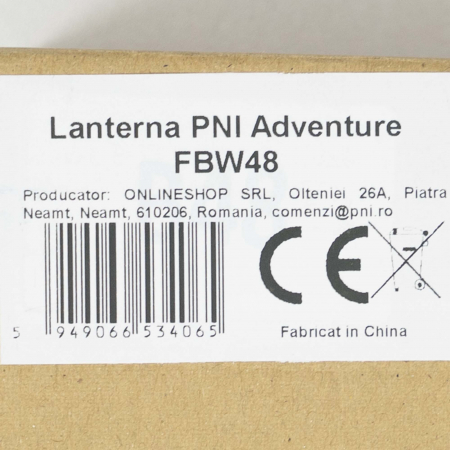 Lanterna PNI Adventure
FBW48
Producator: ONLINESHOP SRL, Olteniei 26A, Piatra
Neamt, Neamt, 610206, Romania, comenzi@pni.ro
CE
5 949066 534065
Fabricat in China